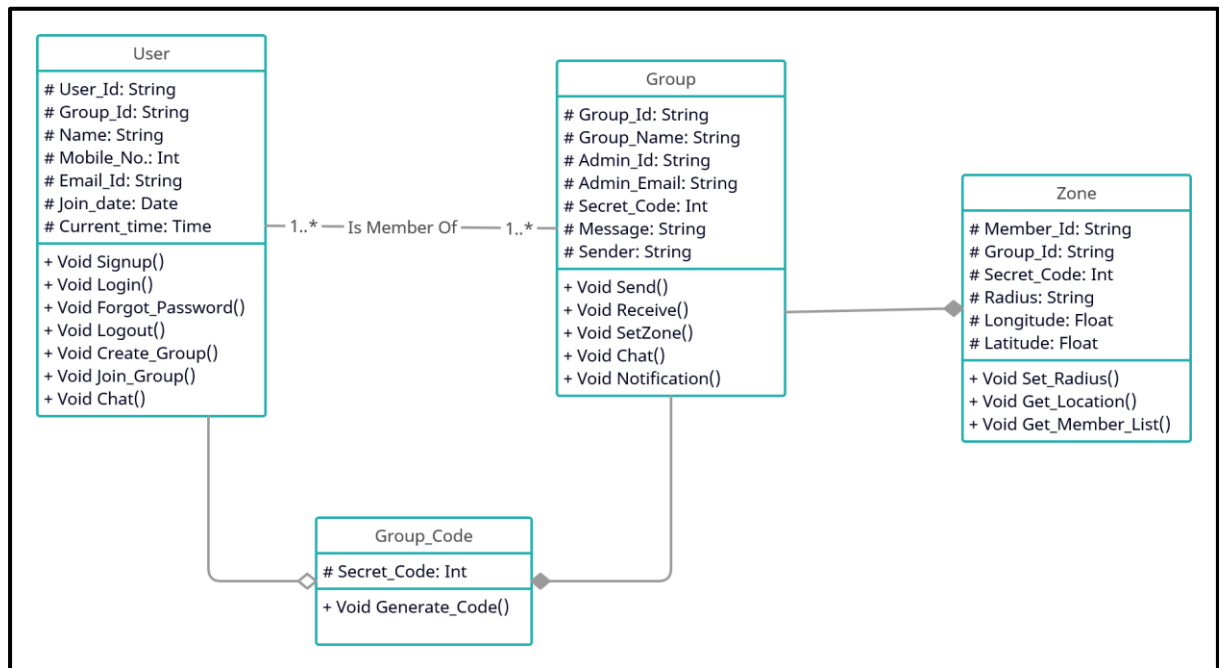 User
# User_Id: String
# Group_Id: String
# Name: String
# Mobile_No.: Int
# Email_Id: String
# Join_date: Date
# Current_time: Time
+ Void Signup()
+ Void Login()
+ Void Forgot_Password()
+ Void Logout()
+ Void Create_Group()
+ Void Join_Group()
+ Void Chat()
1..* Is Member Of 1..*
Group
# Group_Id: String
# Group_Name: String
# Admin_Id: String
# Admin_Email: String
# Secret_Code: Int
# Message: String
# Sender: String
+ Void Send()
+ Void Receive()
+ Void SetZone()
+ Void Chat()
+ Void Notification()
Zone
# Member_Id: String
# Group_Id: String
# Secret_Code: Int
# Radius: String
# Longitude: Float
# Latitude: Float
+ Void Set_Radius()
+ Void Get_Location()
+ Void Get_Member_List()
Group_Code
# Secret_Code: Int
+ Void Generate_Code()